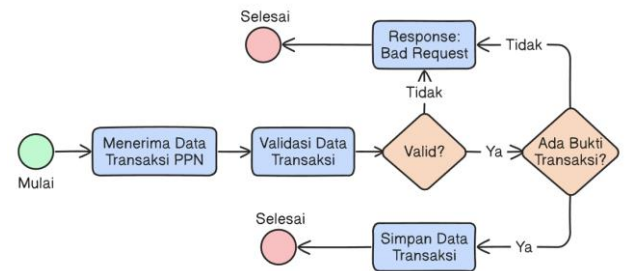 Selesai
Response:
Bad Request
Tidak
Tidak
Mulai
Menerima Data
Transaksi PPN
Validasi Data
Transaksi
Valid?
Ya
Ada Bukti
Transaksi?
Selesai
Simpan Data
Transaksi
Ya